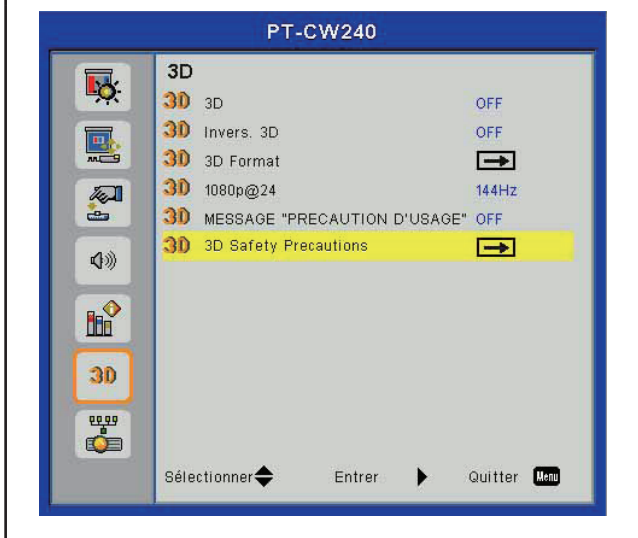 PT-CW240
3D
3D 3D OFF
3D Invers. 3D OFF
3D 3D Format
3D 1080p@24 144Hz
3D MESSAGE "PRECAUTION D'USAGE" OFF
3D 3D Safety Precautions
3D
Sélectionner Entrer Quitter Menu